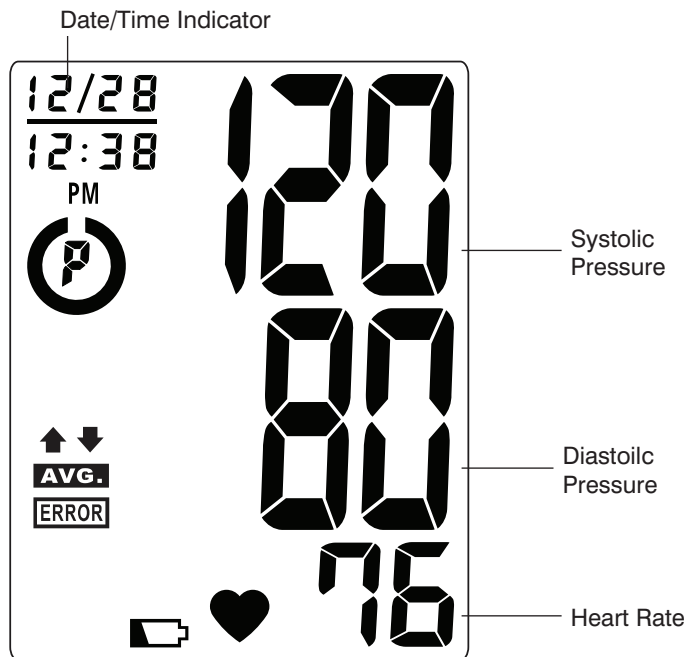 Date/Time Indicator
12/28
12:38
PM
P
120
Systolic
Pressure
80
Diastoilc
Pressure
AVG.
ERROR
76
Heart Rate